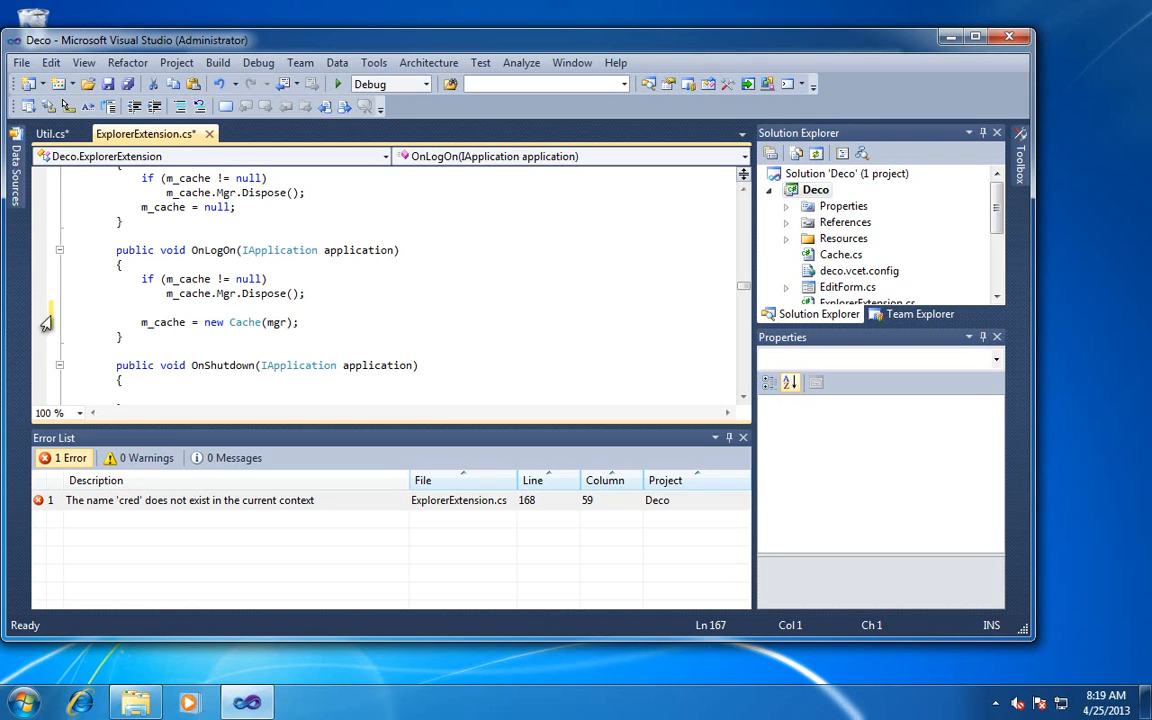 Deco - Microsoft Visual Studio (Administrator)
File Edit View Refactor Project Build Debug Team Data Tools Architecture Test Analyze Window Help
Debug
Util.cs* ExplorerExtension.cs*
Data Sources
Deco.ExplorerExtension OnLogOn(IApplication application)
{
if (m_cache != null)
m_cache.Mgr.Dispose();
m_cache = null;
}
public void OnLogOn(IApplication application)
{
if (m_cache != null)
m_cache.Mgr.Dispose();
m_cache = new Cache(mgr);
}
public void OnShutdown(IApplication application)
{
100 %
Solution Explorer
Toolbox
Solution 'Deco' (1 project)
Deco
Properties
References
Resources
Cache.cs
deco.vcet.config
EditForm.cs
ExplorerExtension.cs
Solution Explorer Team Explorer
Properties
Error List
1 Error 0 Warnings 0 Messages
Description File Line Column Project
1 The name 'cred' does not exist in the current context ExplorerExtension.cs 168 59 Deco
Ready Ln 167 Col 1 Ch 1 INS
8:19 AM
4/25/2013